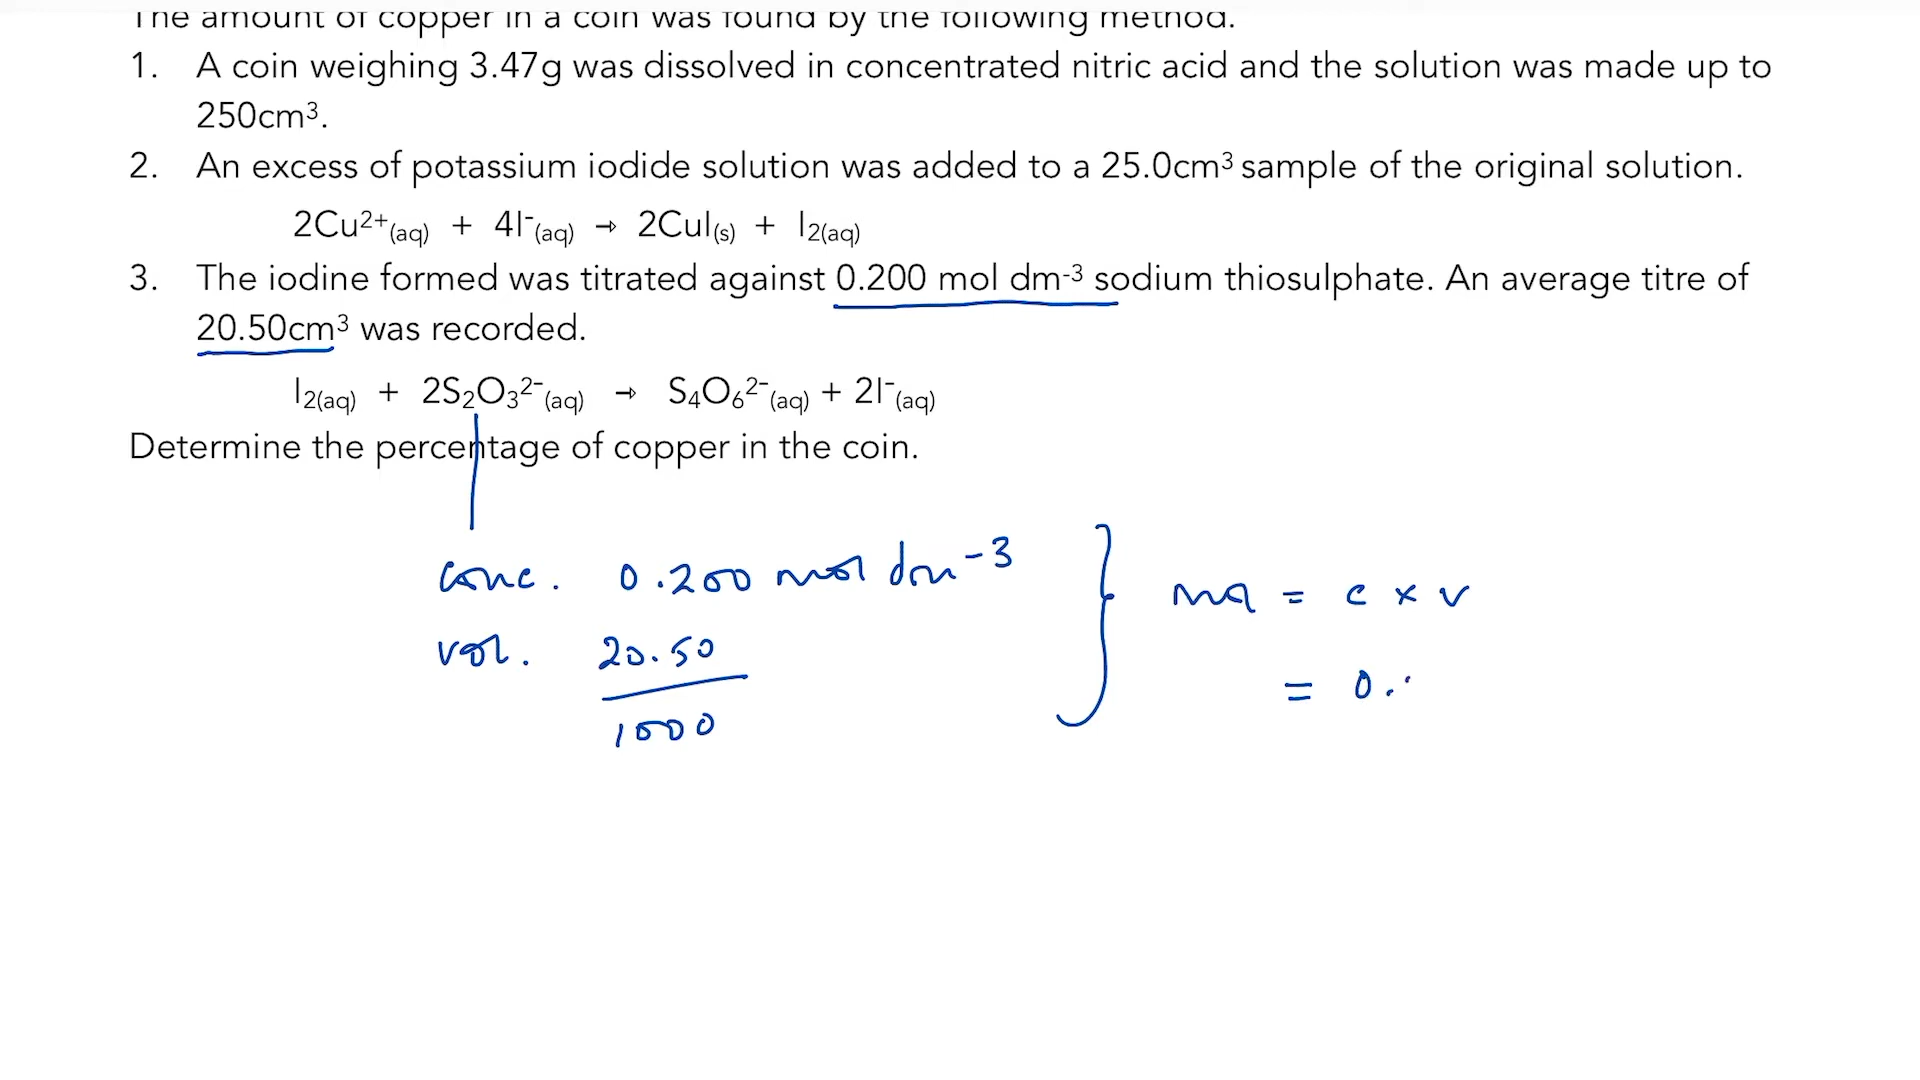 The amount of copper in a coin was found by the following method.
1. A coin weighing 3.47g was dissolved in concentrated nitric acid and the solution was made up to
250cm³.
2. An excess of potassium iodide solution was added to a 25.0cm³ sample of the original solution.
2Cu²⁺(aq) + 4I⁻(aq) → 2CuI(s) + I₂(aq)
3. The iodine formed was titrated against 0.200 mol dm⁻³ sodium thiosulphate. An average titre of
20.50cm³ was recorded.
I₂(aq) + 2S₂O₃²⁻(aq) → S₄O₆²⁻(aq) + 2I⁻(aq)
Determine the percentage of copper in the coin.
conc. 0.200 mol dm⁻³
mol = c × v
vol. 20.50
1000
= 0.